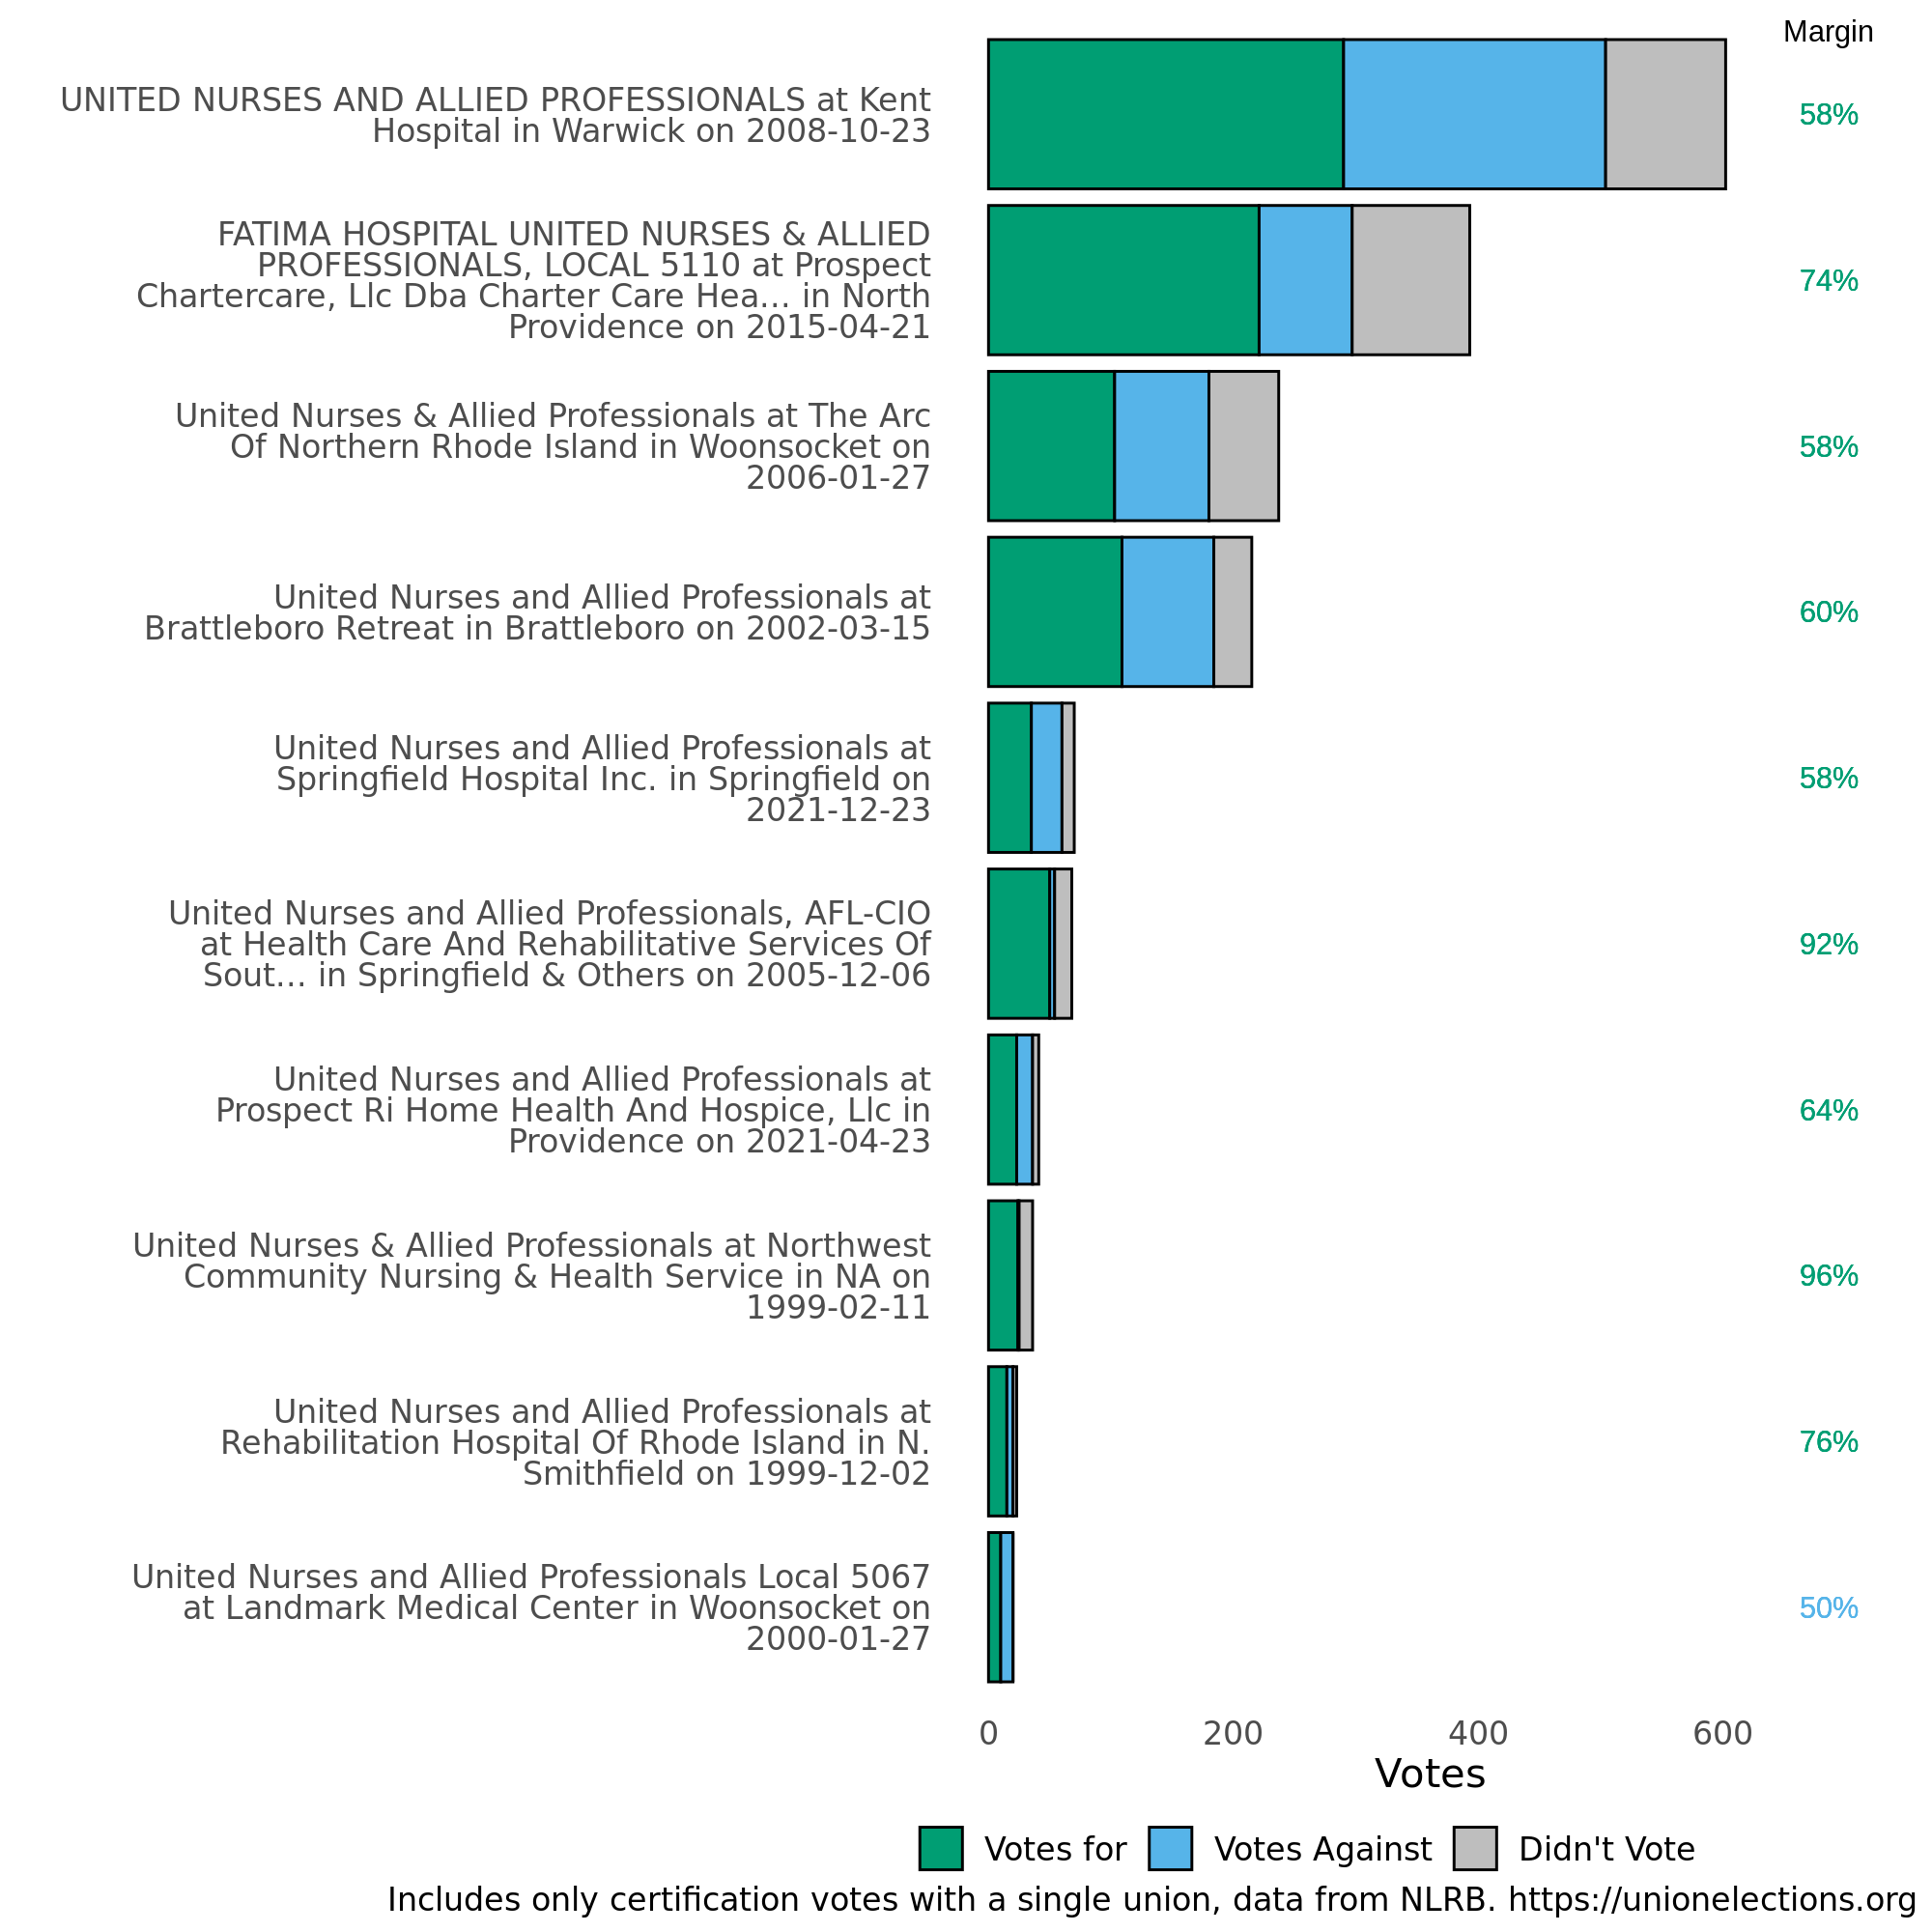 Margin
UNITED NURSES AND ALLIED PROFESSIONALS at Kent
Hospital in Warwick on 2008-10-23
58%
FATIMA HOSPITAL UNITED NURSES & ALLIED
PROFESSIONALS, LOCAL 5110 at Prospect
Chartercare, Llc Dba Charter Care Hea... in North
Providence on 2015-04-21
74%
United Nurses & Allied Professionals at The Arc
Of Northern Rhode Island in Woonsocket on
2006-01-27
58%
United Nurses and Allied Professionals at
Brattleboro Retreat in Brattleboro on 2002-03-15
60%
United Nurses and Allied Professionals at
Springfield Hospital Inc. in Springfield on
2021-12-23
58%
United Nurses and Allied Professionals, AFL-CIO
at Health Care And Rehabilitative Services Of
Sout... in Springfield & Others on 2005-12-06
92%
United Nurses and Allied Professionals at
Prospect Ri Home Health And Hospice, Llc in
Providence on 2021-04-23
64%
United Nurses & Allied Professionals at Northwest
Community Nursing & Health Service in NA on
1999-02-11
96%
United Nurses and Allied Professionals at
Rehabilitation Hospital Of Rhode Island in N.
Smithfield on 1999-12-02
76%
United Nurses and Allied Professionals Local 5067
at Landmark Medical Center in Woonsocket on
2000-01-27
50%
0 200 400 600
Votes
Votes for Votes Against Didn't Vote
Includes only certification votes with a single union, data from NLRB. https://unionelections.org